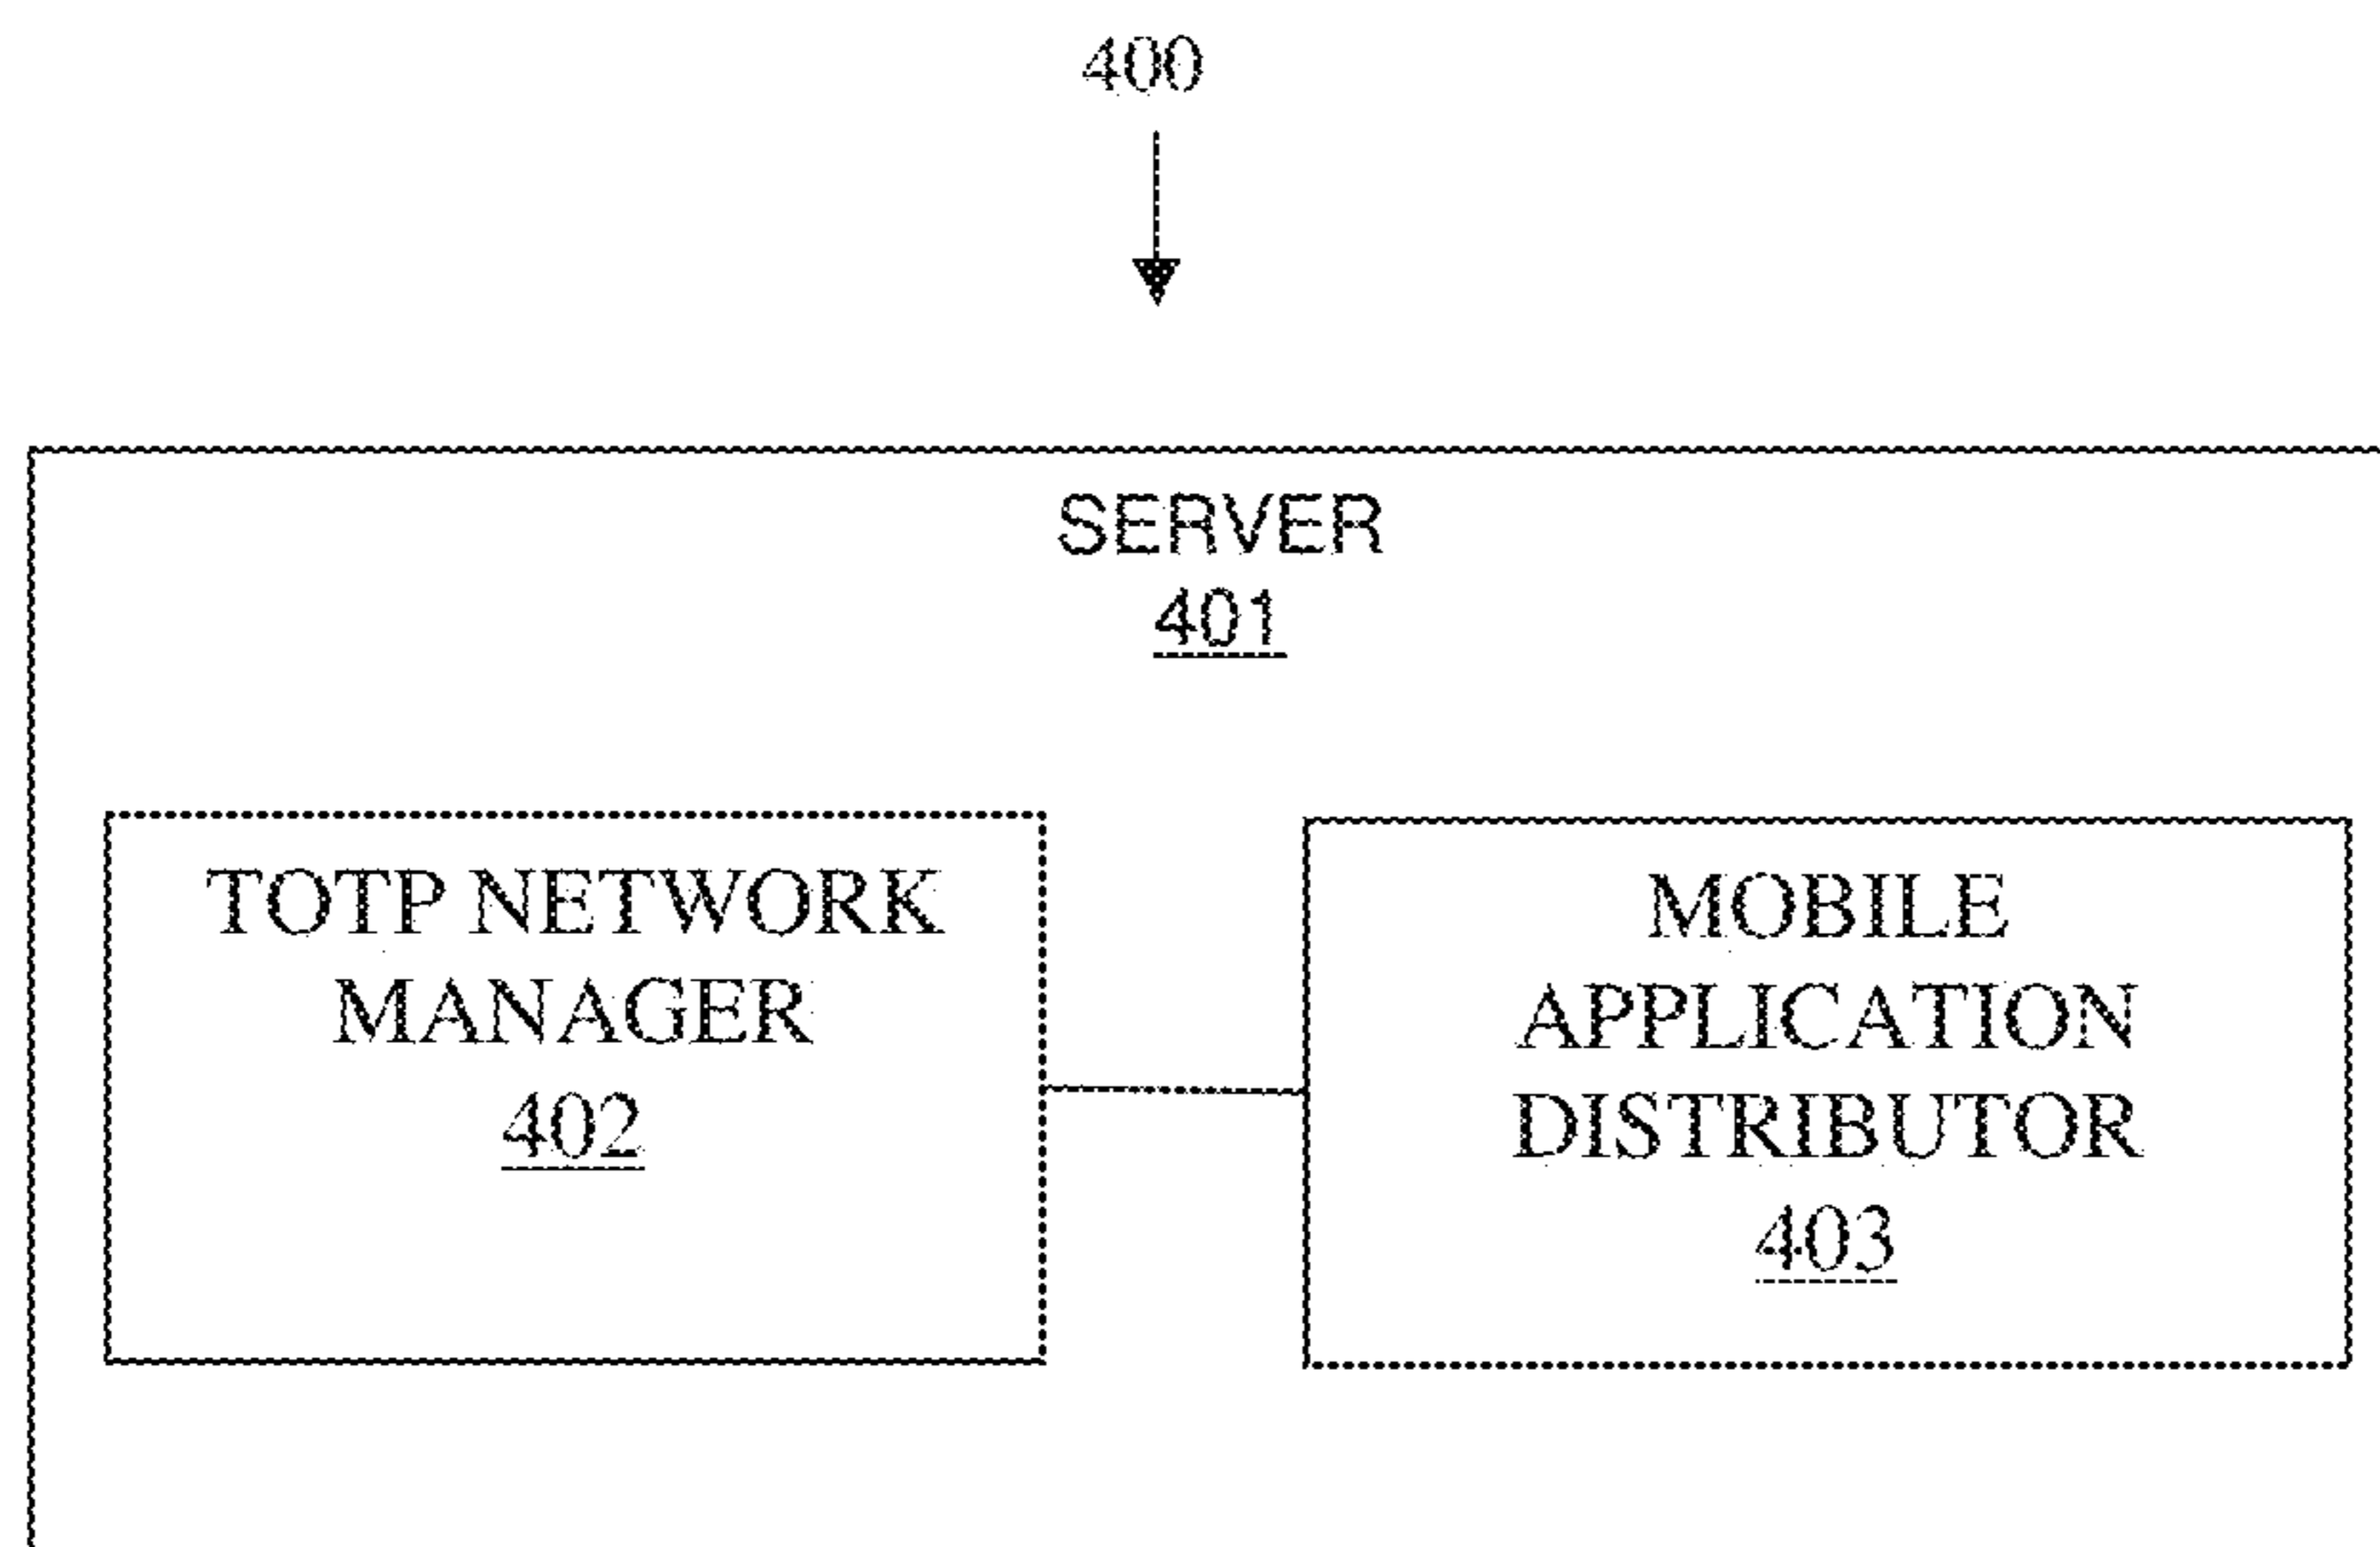 400
SERVER
401
TOTP NETWORK
MANAGER
402
MOBILE
APPLICATION
DISTRIBUTOR
403